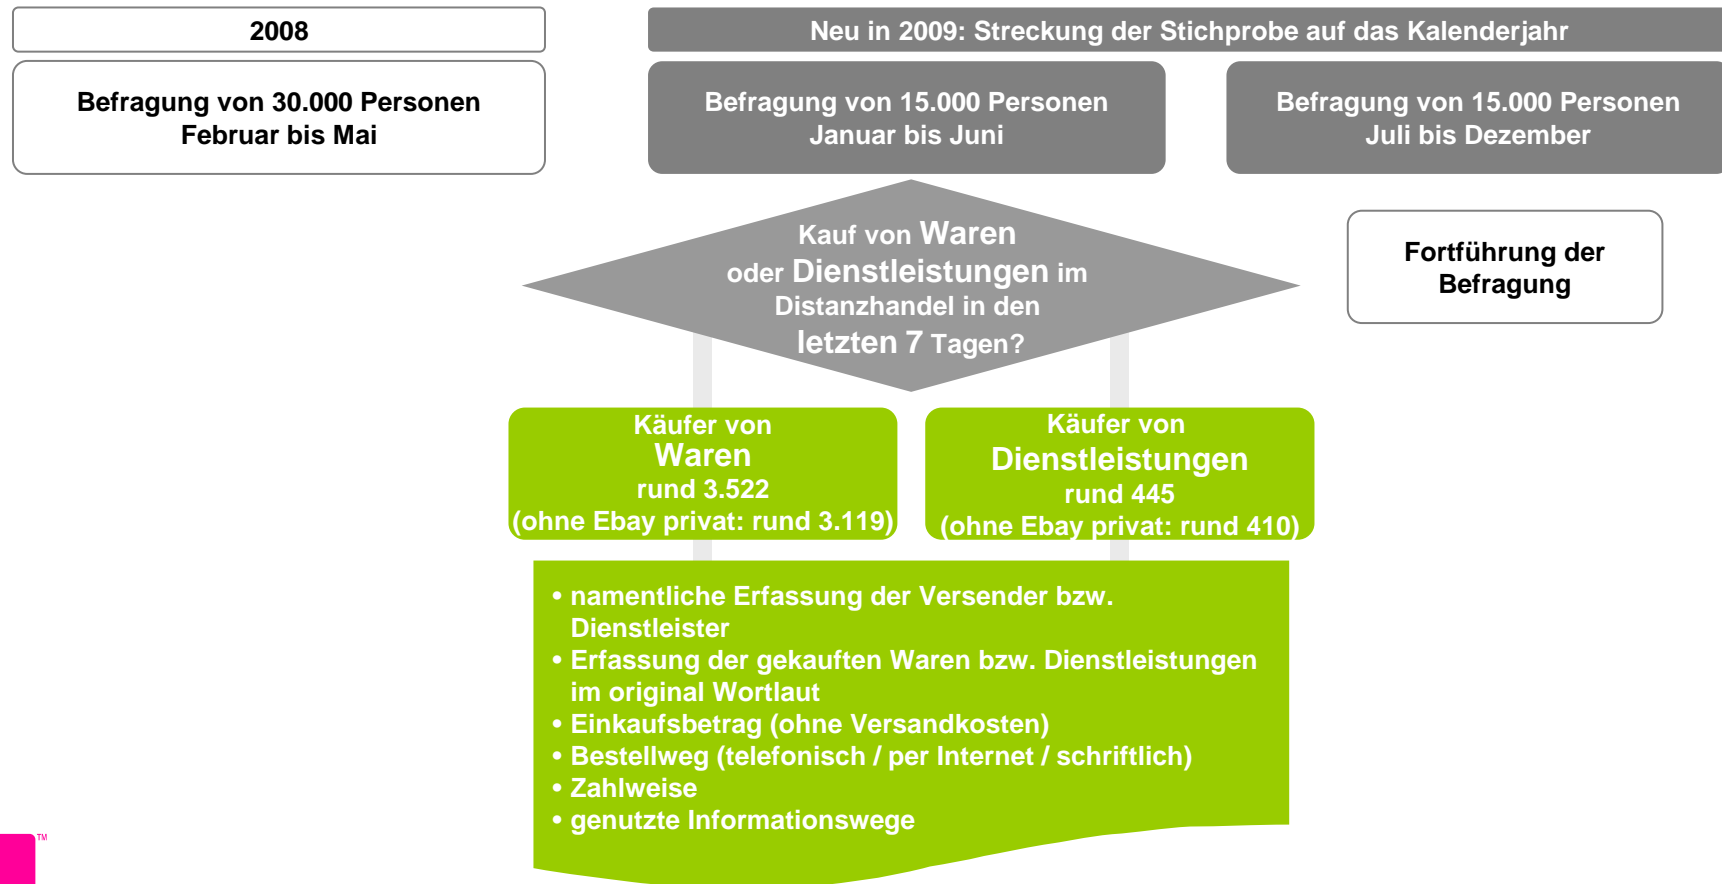 2008
Neu in 2009: Streckung der Stichprobe auf das Kalenderjahr
Befragung von 30.000 Personen
Februar bis Mai
Befragung von 15.000 Personen
Januar bis Juni
Befragung von 15.000 Personen
Juli bis Dezember
Kauf von Waren
oder Dienstleistungen im
Distanzhandel in den
letzten 7 Tagen?
Fortführung der
Befragung
Käufer von
Waren
rund 3.522
(ohne Ebay privat: rund 3.119)
Käufer von
Dienstleistungen
rund 445
(ohne Ebay privat: rund 410)
• namentliche Erfassung der Versender bzw.
Dienstleister
• Erfassung der gekauften Waren bzw. Dienstleistungen
im original Wortlaut
• Einkaufsbetrag (ohne Versandkosten)
• Bestellweg (telefonisch / per Internet / schriftlich)
• Zahlweise
• genutzte Informationswege
TM